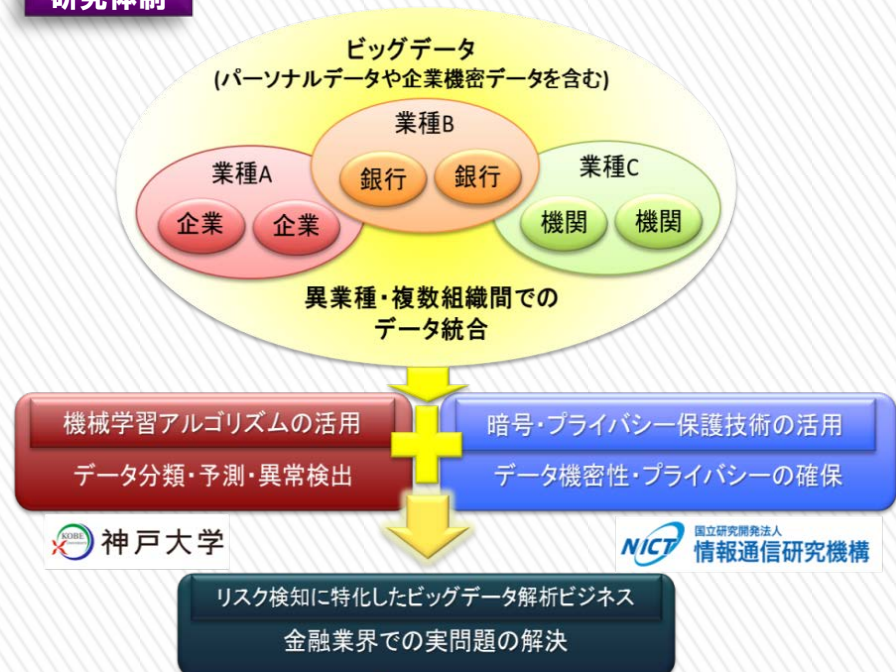 研究体制
ビッグデータ
(パーソナルデータや企業機密データを含む)
業種B
銀行 銀行
業種A
企業 企業
業種C
機関 機関
異業種・複数組織間での
データ統合
機械学習アルゴリズムの活用
データ分類・予測・異常検出
暗号・プライバシー保護技術の活用
データ機密性・プライバシーの確保
KOBE
神戸大学
NICT
国立研究開発法人
情報通信研究機構
リスク検知に特化したビッグデータ解析ビジネス
金融業界での実問題の解決